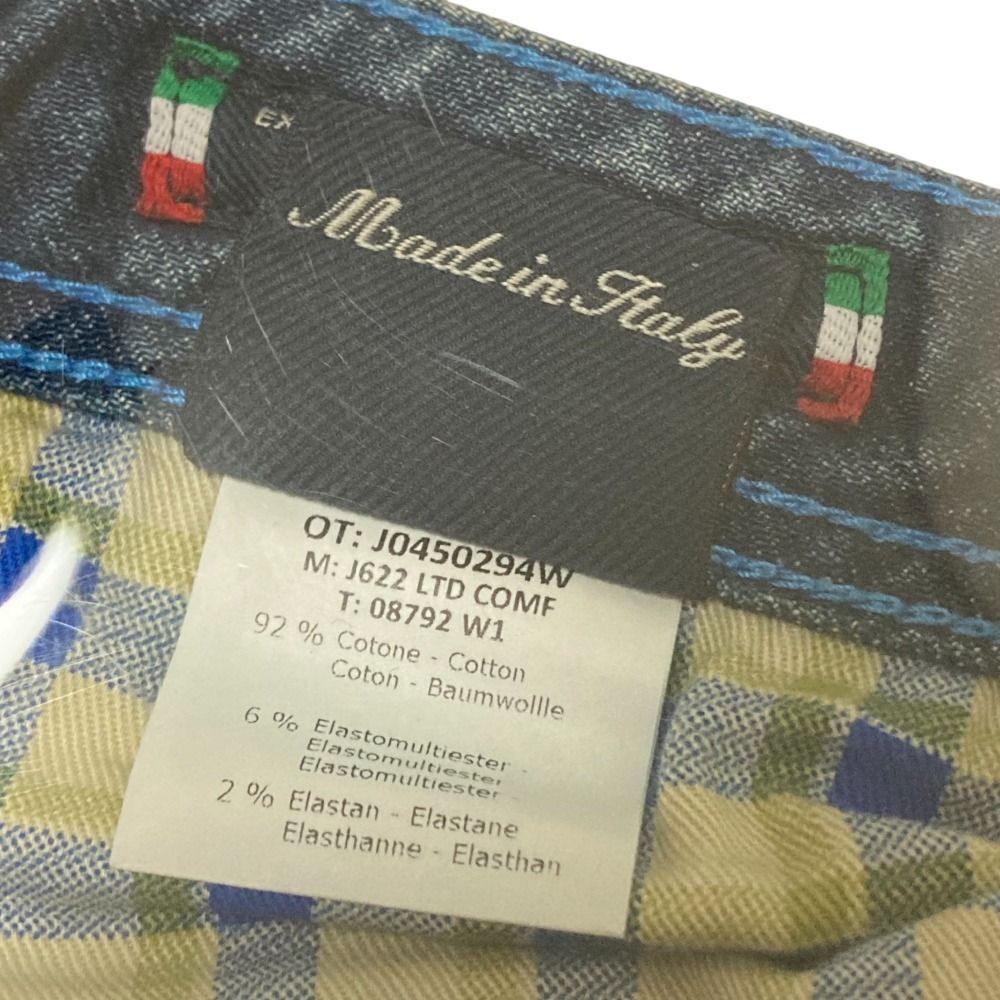 EX
Made in Italy
OT: J0450294W
M: J622 LTD COMF
T: 08792 W1
92 % Cotone - Cotton
Coton - Baumwollle
6 % Elastomultiester -
Elastomultiester
Elastomultiester -
2 % Elastan - Elastane
Elasthanne - Elasthan